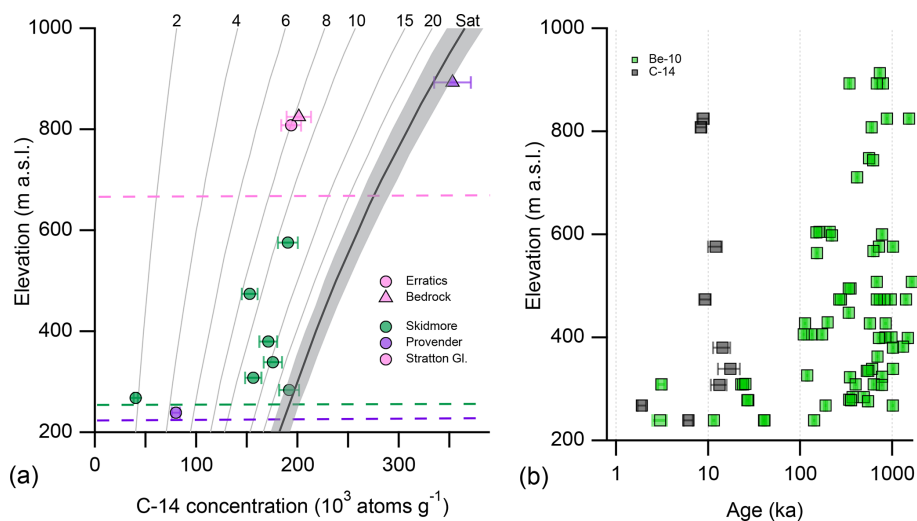 2 4 6 8 10 15 20 Sat
1000
800
600
400
200
Elevation (m a.s.l.)
Erratics
Bedrock
Skidmore
Provender
Stratton Gl.
0 100 200 300
C-14 concentration (10³ atoms g⁻¹)
(a)
1000
800
600
400
200
Elevation (m a.s.l.)
Be-10
C-14
1 10 100 1000
Age (ka)
(b)